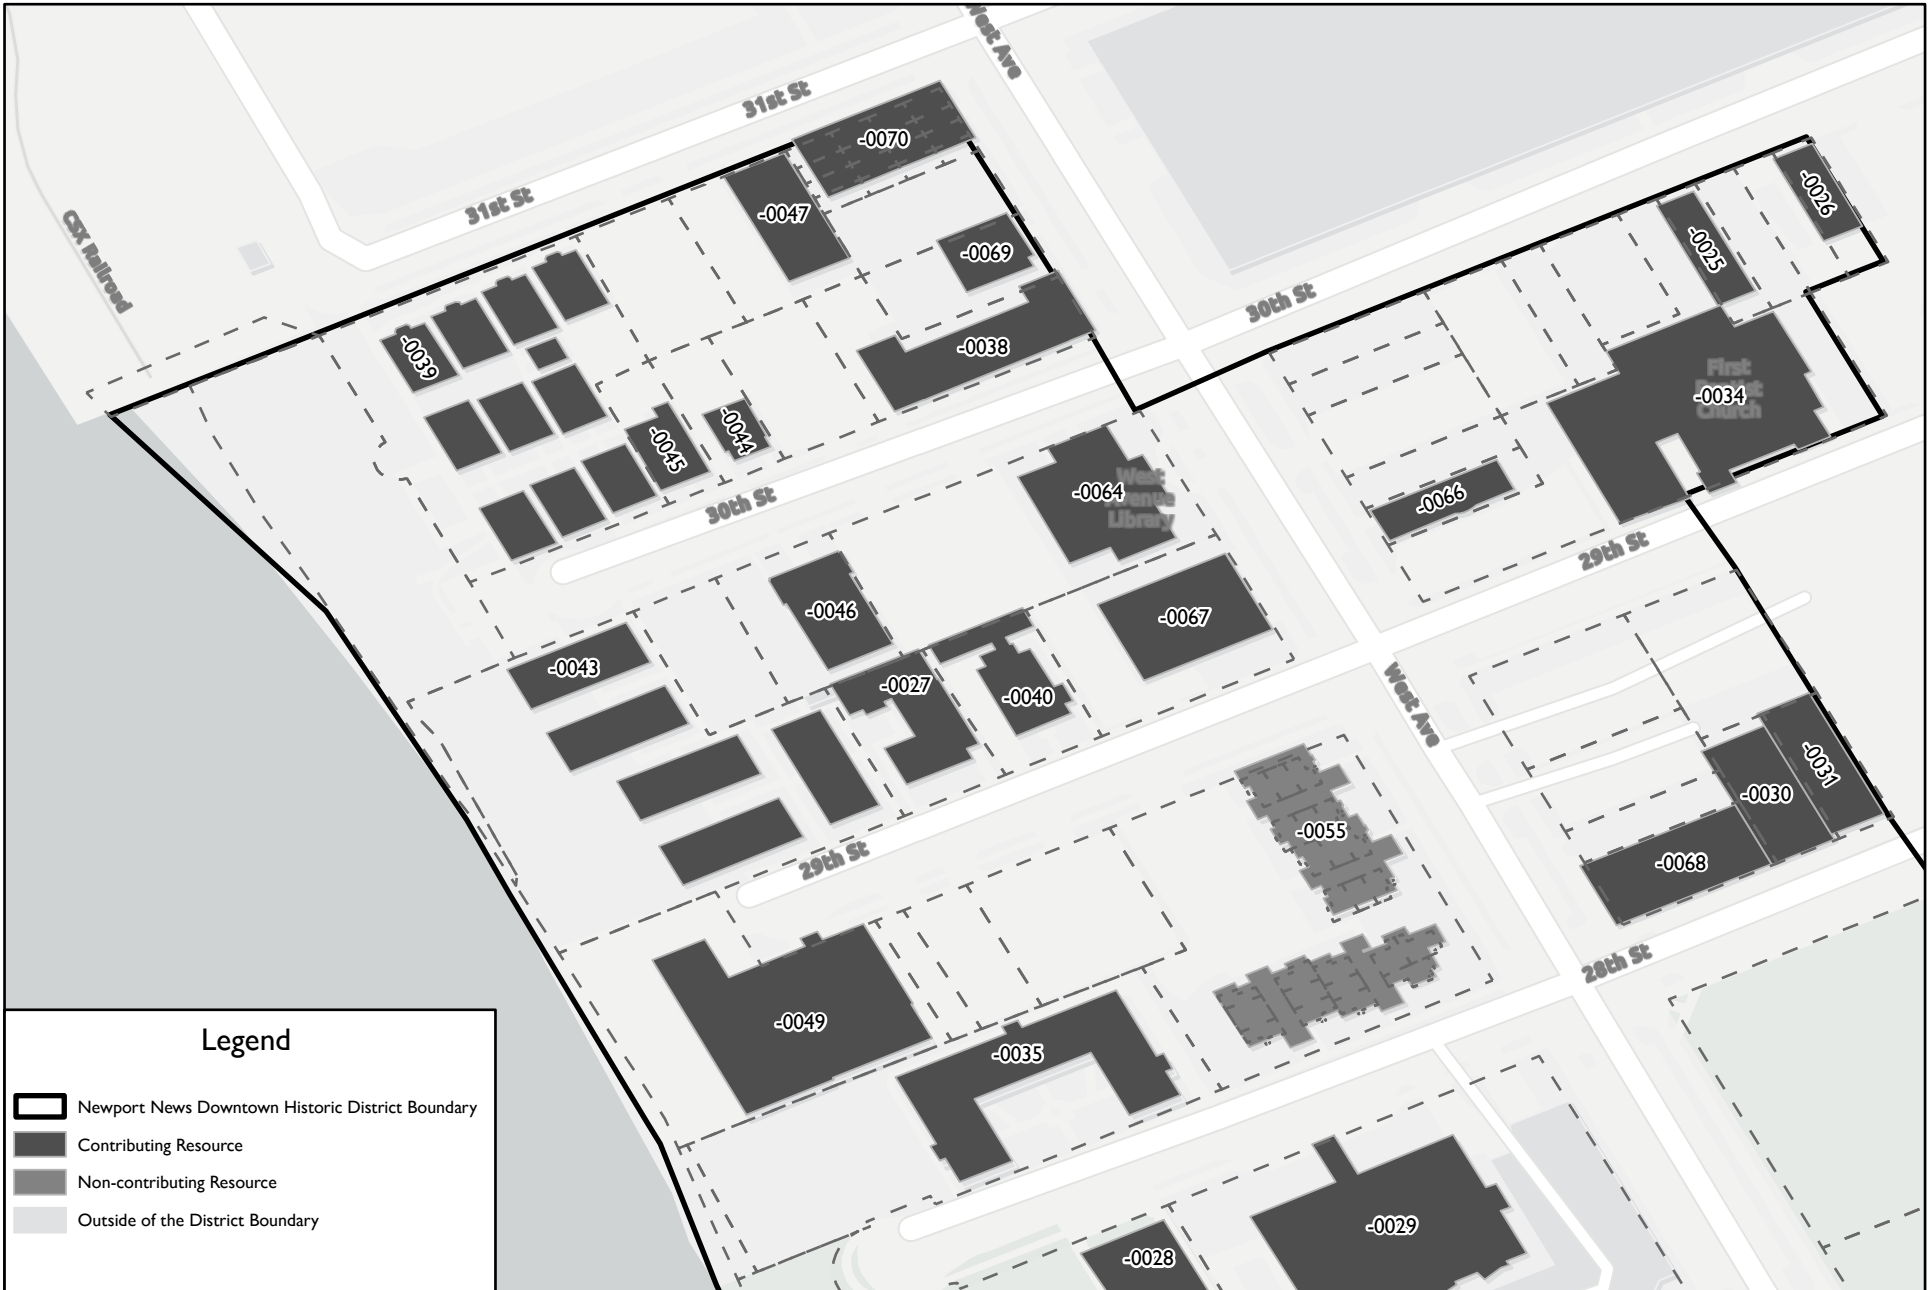 West Ave
31st St
-0070
31st St
-0047
-0026
CSX Railroad
-0069
-0025
30th St
-0039
-0038
First
Baptist
Church
-0034
-0044
-0045
30th St
-0064
West
Avenue
Library
-0066
29th St
-0046
-0067
-0043
-0027
-0040
West Ave
-0031
-0030
-0055
29th St
-0068
28th St
-0049
-0035
-0029
-0028
Legend
Newport News Downtown Historic District Boundary
Contributing Resource
Non-contributing Resource
Outside of the District Boundary